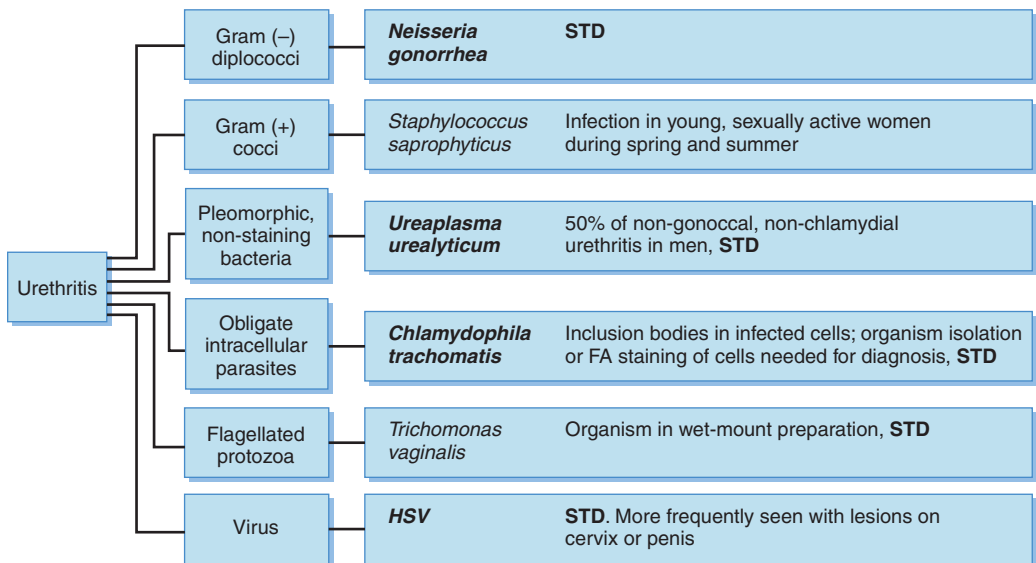 Gram (–)
diplococci
Neisseria
gonorrhea
STD
Gram (+)
cocci
Staphylococcus
saprophyticus
Infection in young, sexually active women
during spring and summer
Pleomorphic,
non-staining
bacteria
Ureaplasma
urealyticum
50% of non-gonoccal, non-chlamydial
urethritis in men, STD
Urethritis
Obligate
intracellular
parasites
Chlamydophila
trachomatis
Inclusion bodies in infected cells; organism isolation
or FA staining of cells needed for diagnosis, STD
Flagellated
protozoa
Trichomonas
vaginalis
Organism in wet-mount preparation, STD
Virus
HSV
STD. More frequently seen with lesions on
cervix or penis